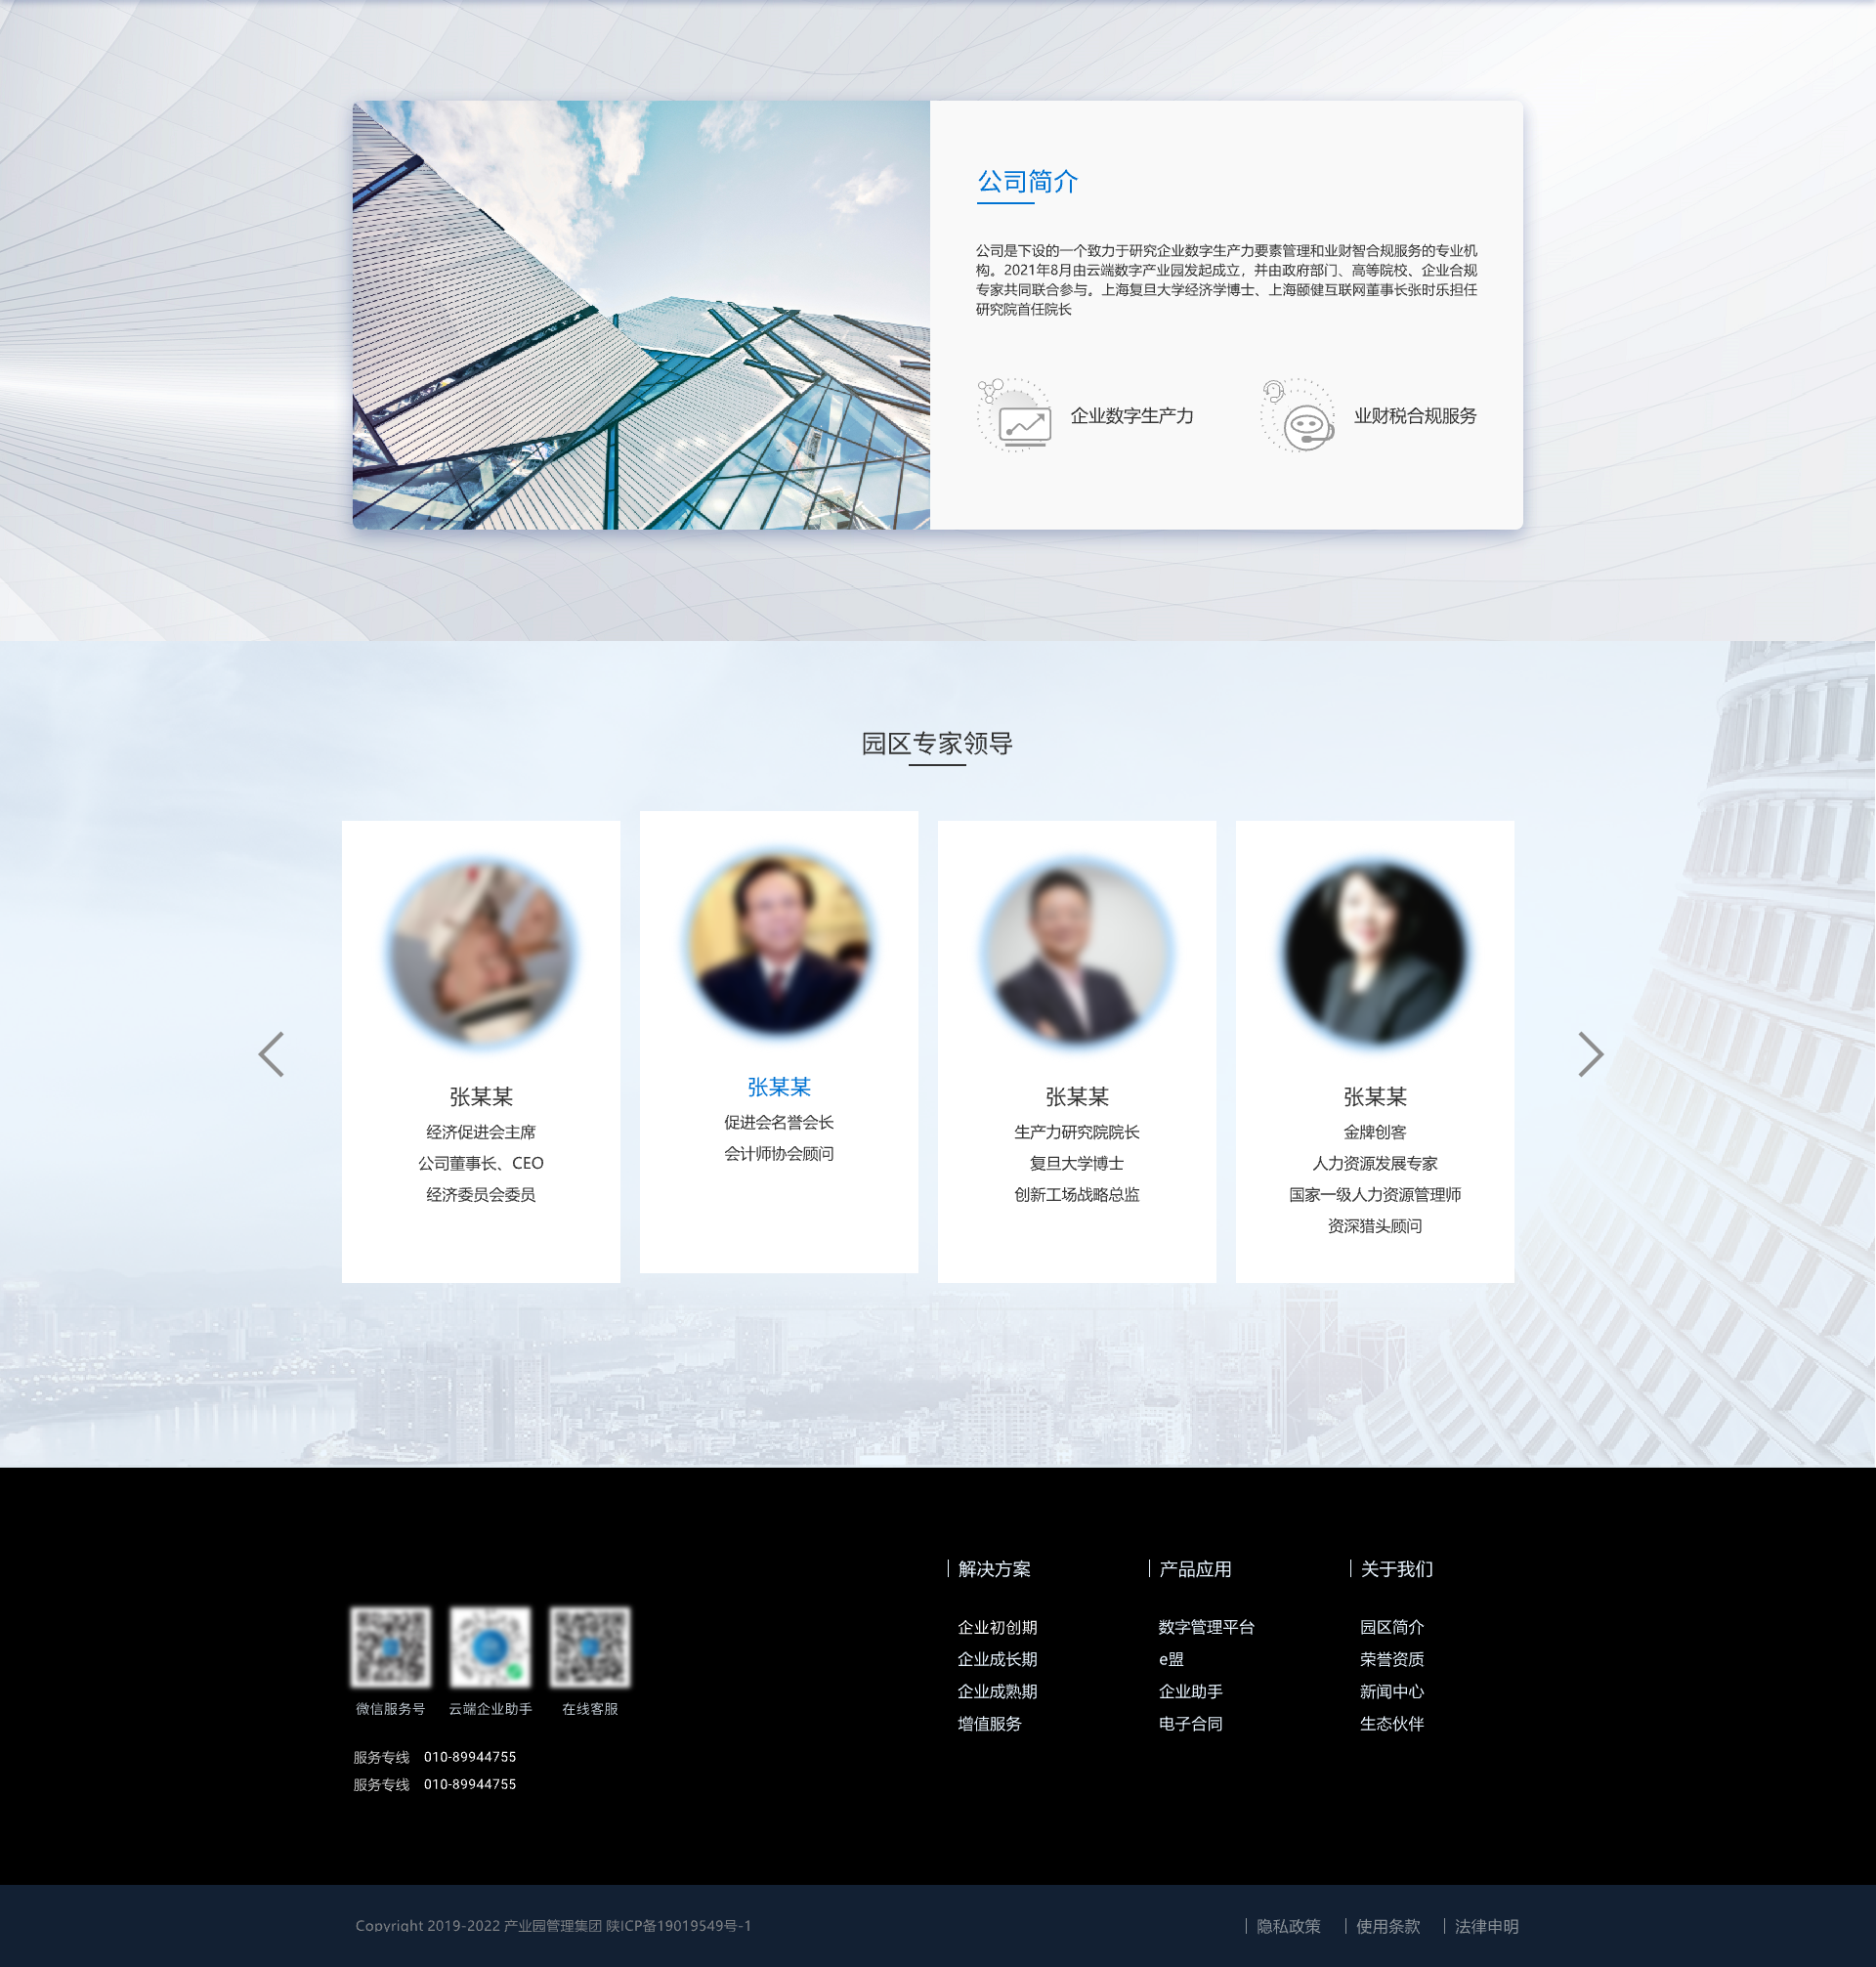 公司简介
公司是下设的一个致力于研究企业数字生产力要素管理和业财智合规服务的专业机
构。2021年8月由云端数字产业园发起成立，并由政府部门、高等院校、企业合规
专家共同联合参与。上海复旦大学经济学博士、上海颐健互联网董事长张时乐担任
研究院首任院长
企业数字生产力
业财税合规服务
园区专家领导
张某某
经济促进会主席
公司董事长、CEO
经济委员会委员
张某某
促进会名誉会长
会计师协会顾问
张某某
生产力研究院院长
复旦大学博士
创新工场战略总监
张某某
金牌创客
人力资源发展专家
国家一级人力资源管理师
资深猎头顾问
微信服务号
云端企业助手
在线客服
服务专线 010-89944755
服务专线 010-89944755
解决方案
企业初创期
企业成长期
企业成熟期
增值服务
产品应用
数字管理平台
e盟
企业助手
电子合同
关于我们
园区简介
荣誉资质
新闻中心
生态伙伴
Copyright 2019-2022 产业园管理集团 陕ICP备19019549号-1
隐私政策
使用条款
法律申明